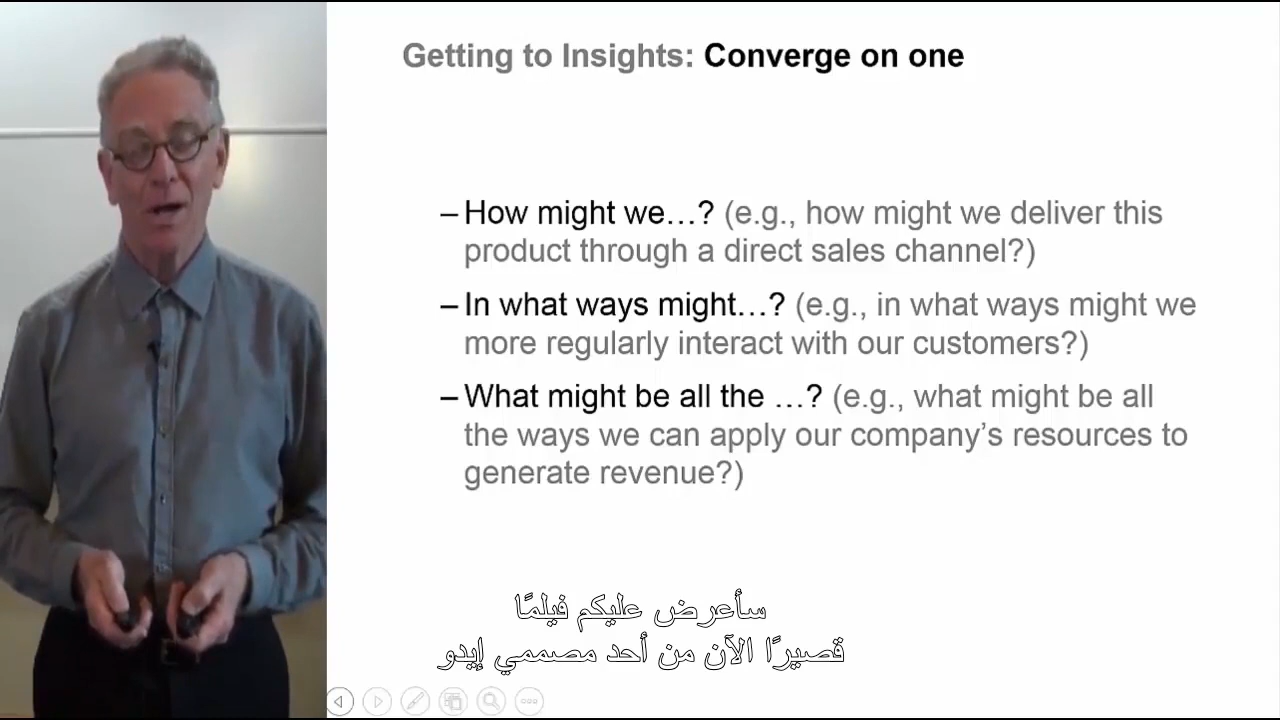 Getting to Insights: Converge on one
– How might we…? (e.g., how might we deliver this
product through a direct sales channel?)
– In what ways might…? (e.g., in what ways might we
more regularly interact with our customers?)
– What might be all the …? (e.g., what might be all
the ways we can apply our company’s resources to
generate revenue?)
سأعرض عليكم فيلمًا
قصيرًا الآن من أحد مصممي إيدو